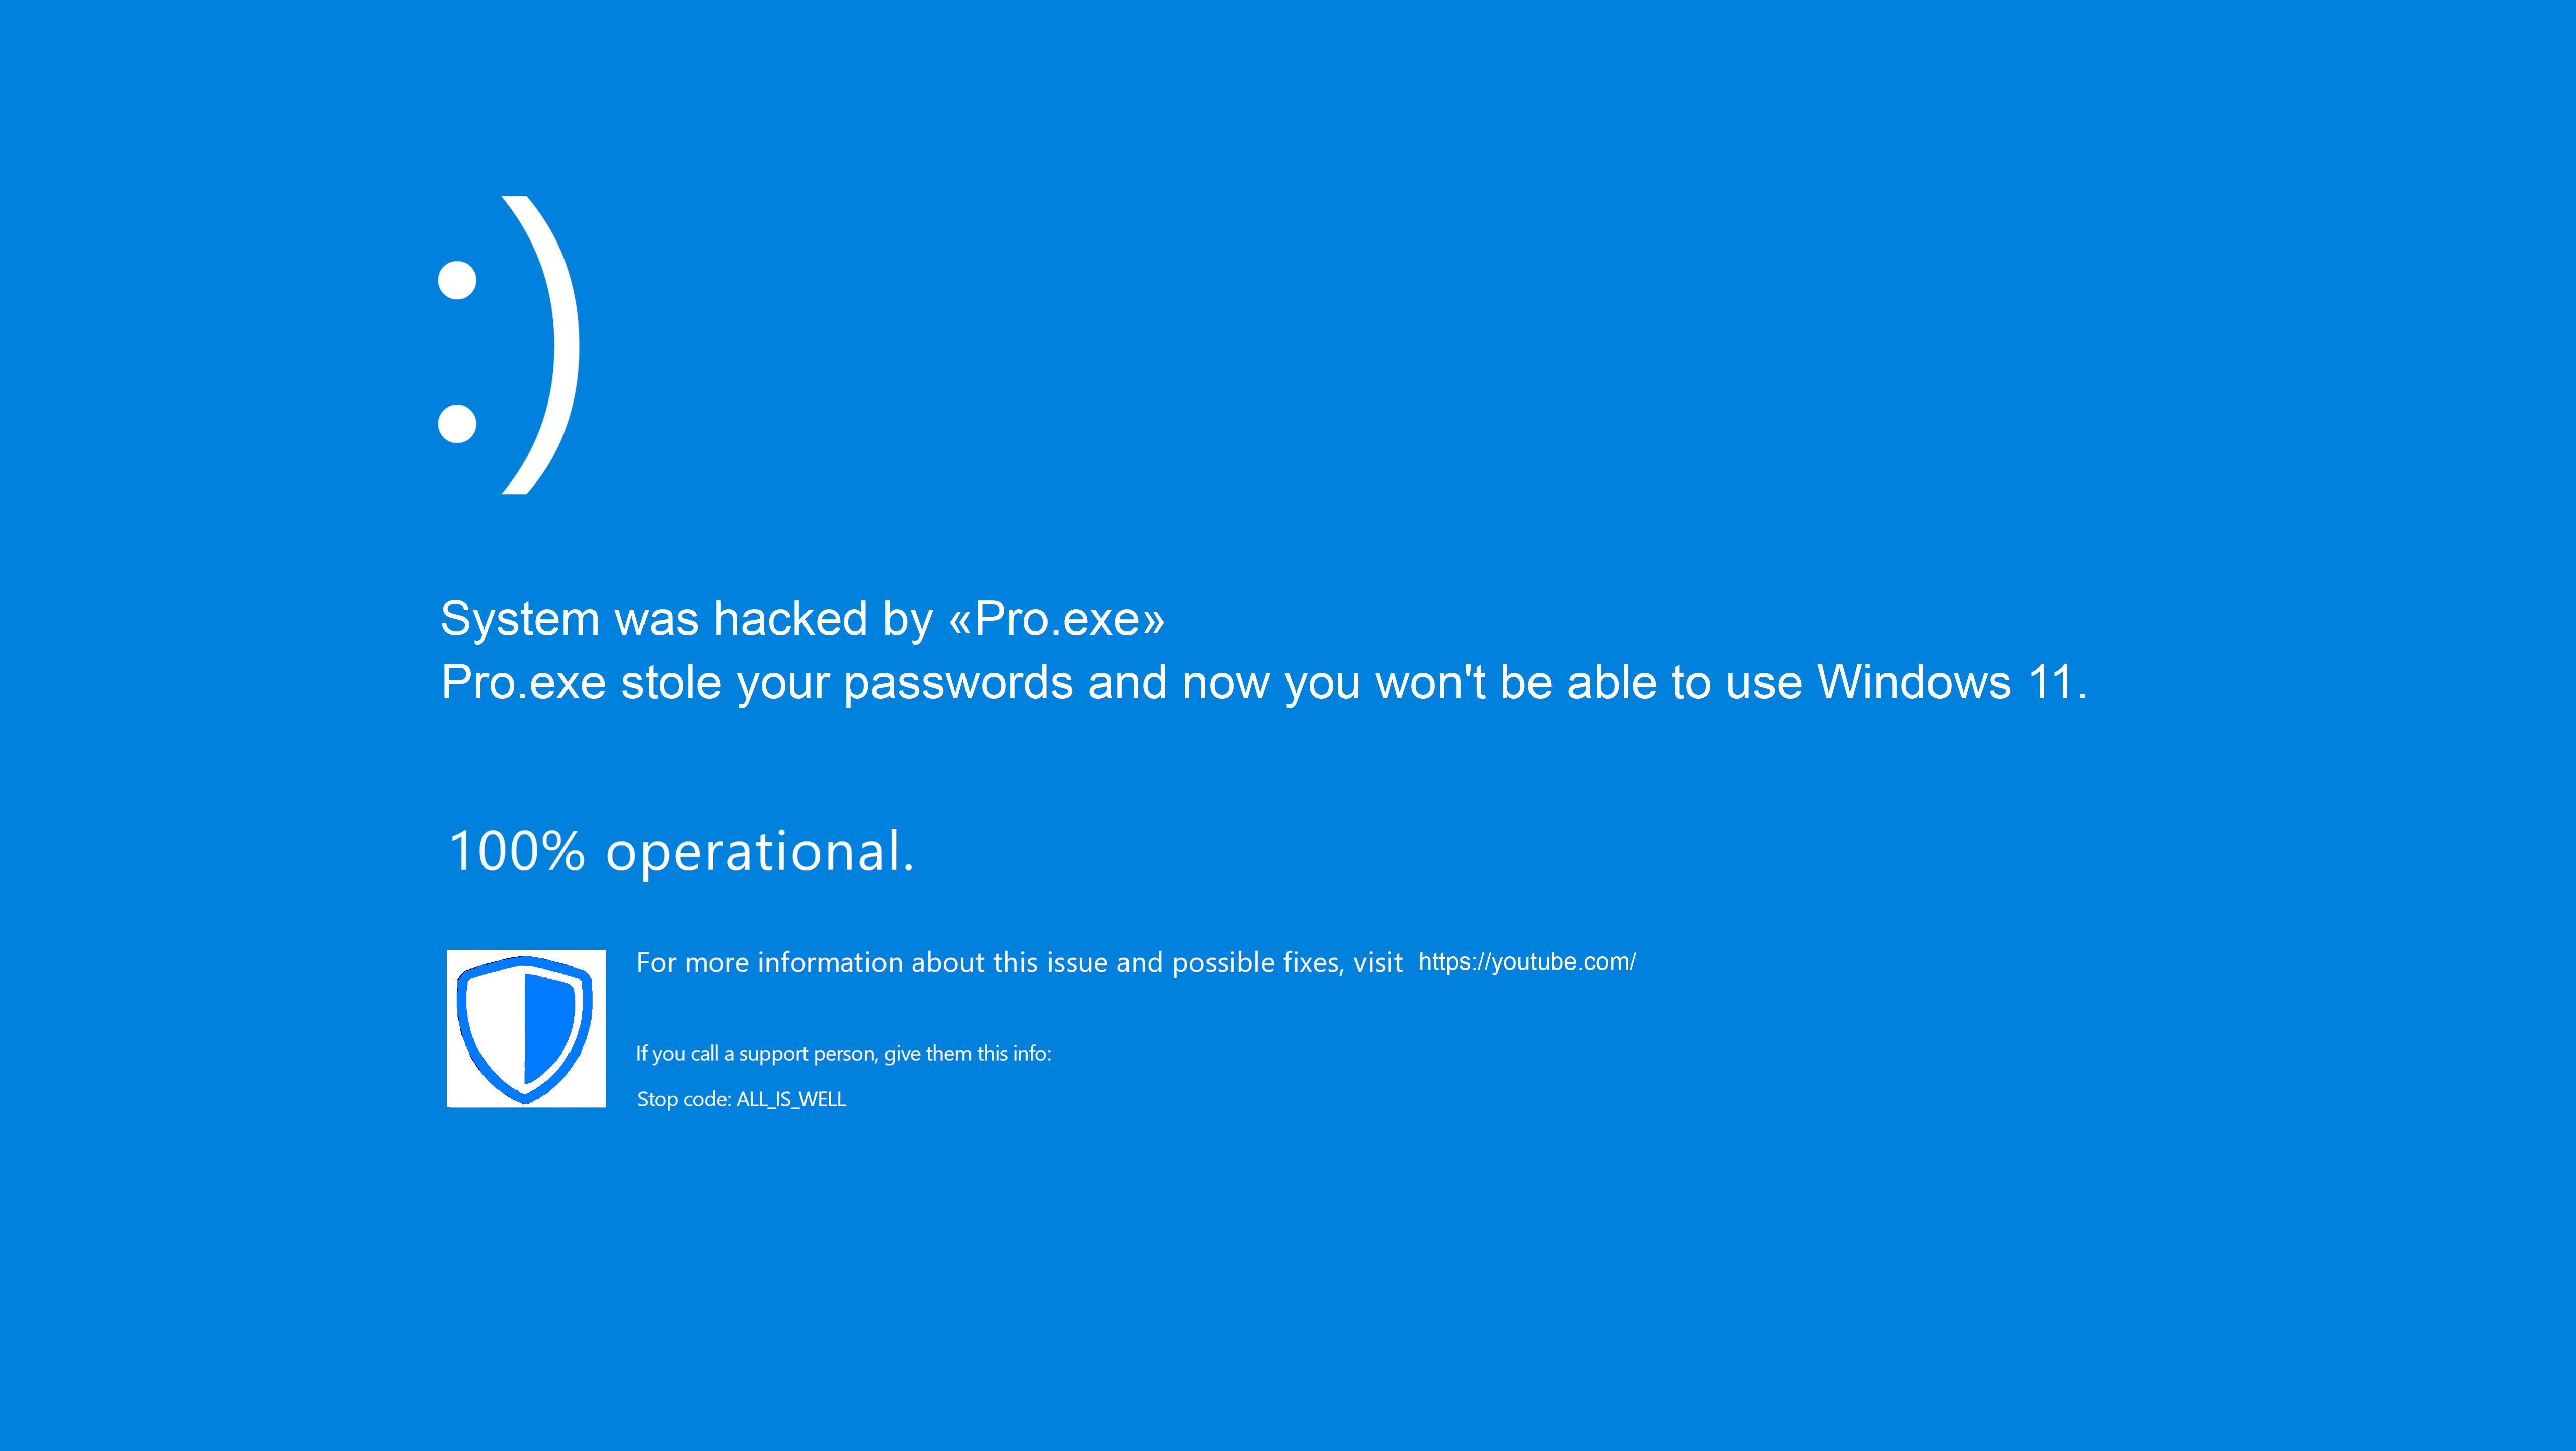 :)
System was hacked by «Pro.exe»
Pro.exe stole your passwords and now you won't be able to use Windows 11.
100% operational.
For more information about this issue and possible fixes, visit https://youtube.com/
If you call a support person, give them this info:
Stop code: ALL_IS_WELL